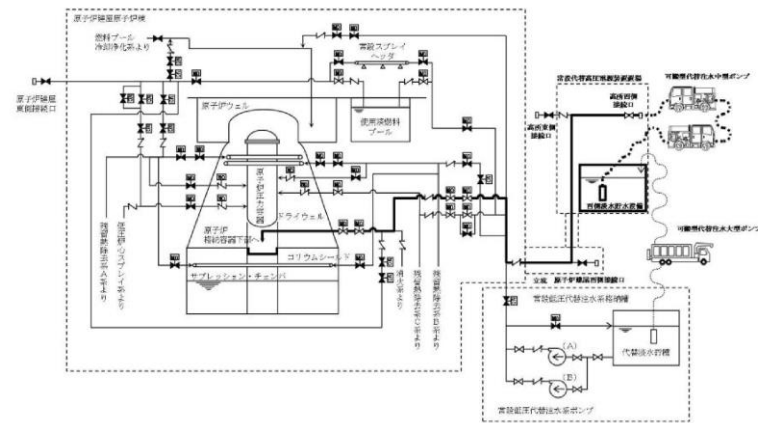 原子炉建屋原子炉棟
燃料プール
冷却浄化系より
常設スプレイ
ヘッダ
原子炉建屋
東側接続口
原子炉ウェル
使用済燃料
プール
原子炉圧力容器
ドライウェル
原子炉
格納容器下部へ
コリウムシールド
サプレッション・チェンバ
残留熱除去系A系より
低圧炉心スプレイ系より
消火系より
残留熱除去系C系より
残留熱除去系B系より
常設代替高圧電源装置置場
高所西側
接続口
高所東側
接続口
可搬型代替注水中型ポンプ
西側淡水貯水設備
可搬型代替注水大型ポンプ
原子炉建屋西側接続口
常設低圧代替注水系格納槽
代替淡水貯槽
(A)
(B)
常設低圧代替注水系ポンプ